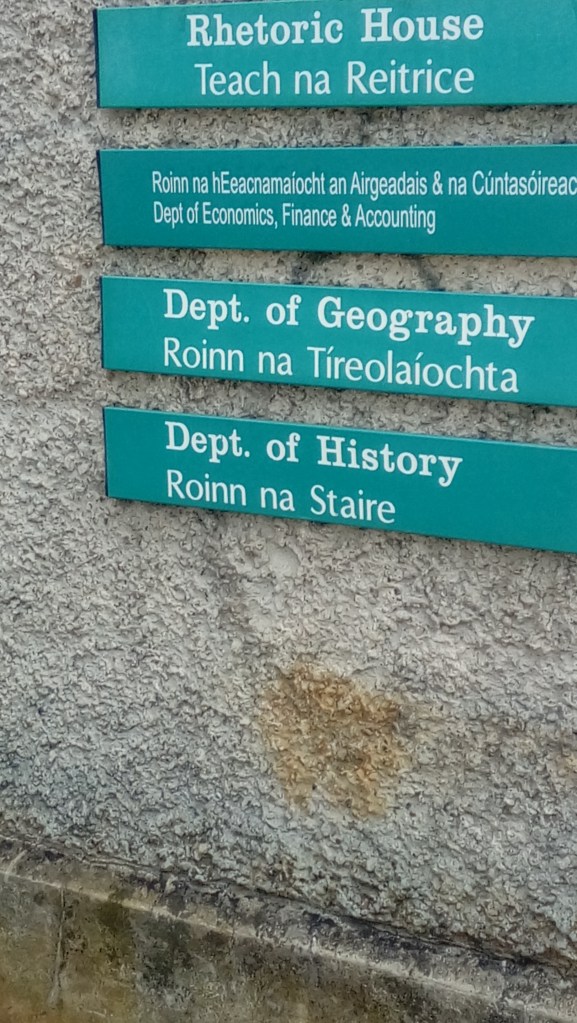 Rhetoric House
Teach na Reitrice
Roinn na hEeacnamaíocht an Airgeadais & na Cúntasóireac
Dept of Economics, Finance & Accounting
Dept. of Geography
Roinn na Tíreolaíochta
Dept. of History
Roinn na Staire